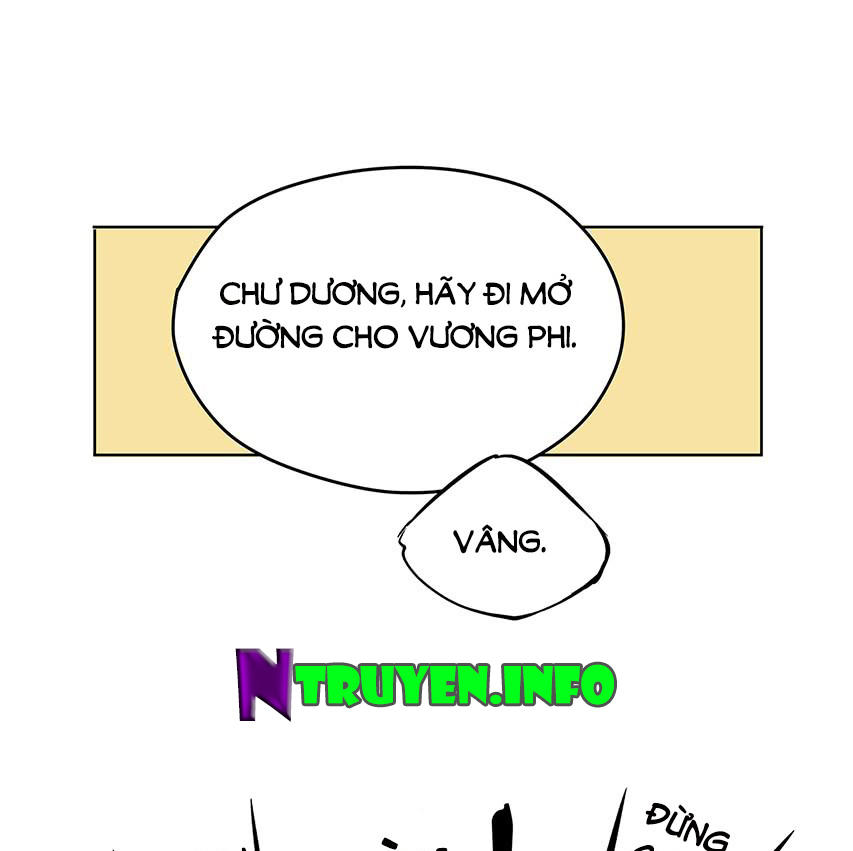 CHƯ DƯƠNG, HÃY ĐI MỞ
ĐƯỜNG CHO VƯƠNG PHI.
VÂNG.
NTRUYEN.INFO
ĐỪNG